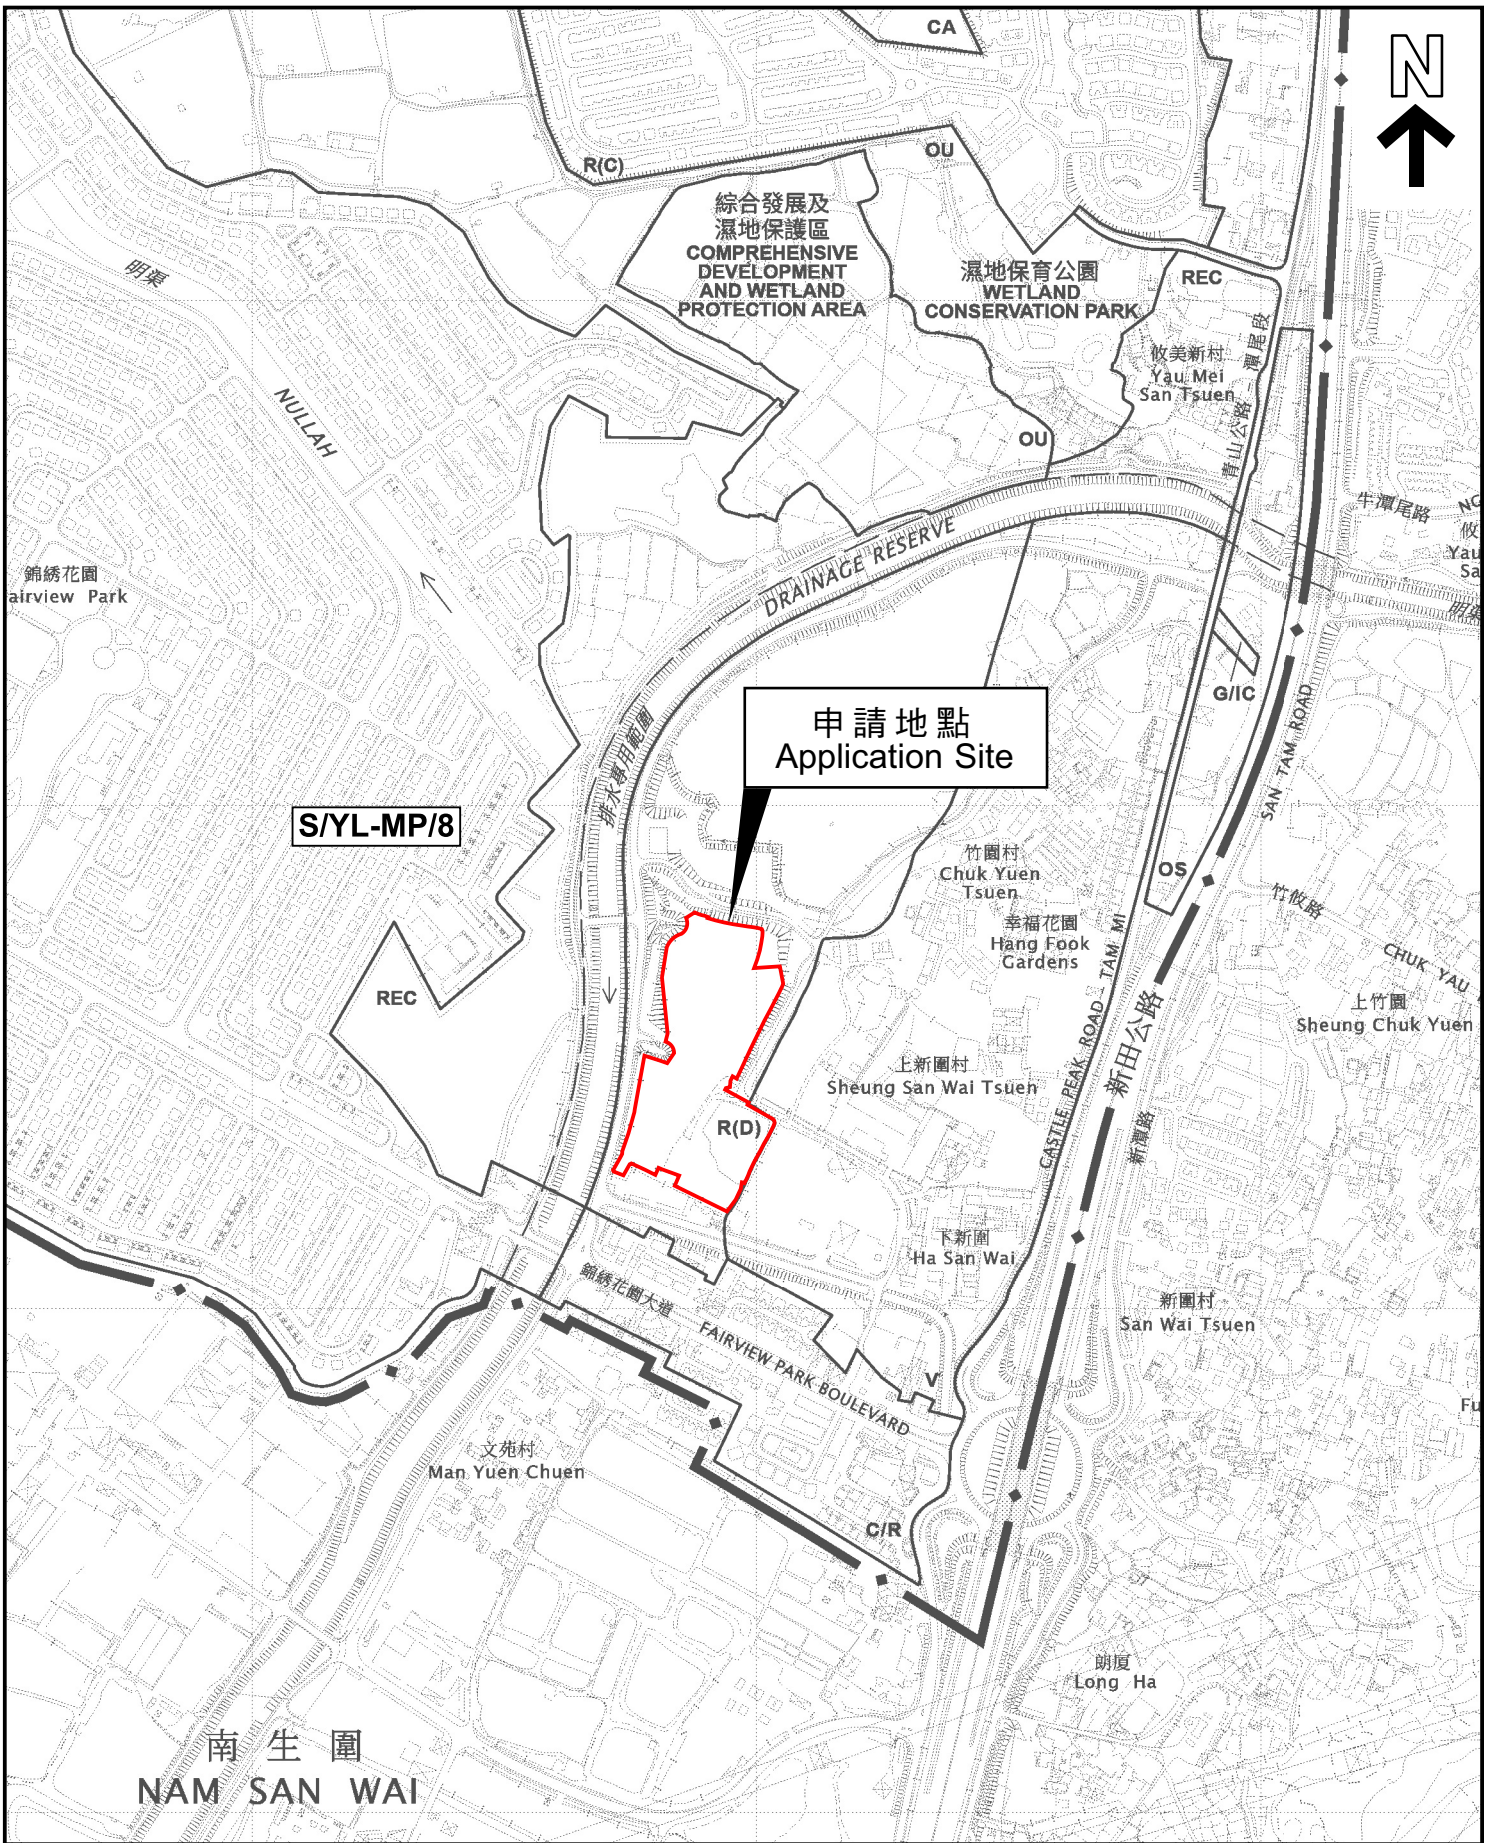 CA
N
R(C)
OU
綜合發展及
濕地保護區
COMPREHENSIVE
DEVELOPMENT
AND WETLAND
PROTECTION AREA
濕地保育公園
WETLAND
CONSERVATION PARK
REC
明渠
NULLAH
攸美新村
Yau Mei
San Tsuen
青山公路 - 潭尾段
OU
牛潭尾路
攸
Yau
Sa
明渠
DRAINAGE RESERVE
錦綉花園
airview Park
G/IC
SAN TAM ROAD
排水專用範圍
申請地點
Application Site
S/YL-MP/8
竹園村
Chuk Yuen
Tsuen
OS
竹攸路
CHUK YAU
幸福花園
Hang Fook
Gardens
REC
上竹園
Sheung Chuk Yuen
上新圍村
Sheung San Wai Tsuen
CASTLE PEAK ROAD - TAM MI
新田公路
新潭路
R(D)
下新圍
Ha San Wai
錦綉花園大道
FAIRVIEW PARK BOULEVARD
新圍村
San Wai Tsuen
V
Fu
文苑村
Man Yuen Chuen
C/R
朗厦
Long Ha
南生圍
NAM SAN WAI